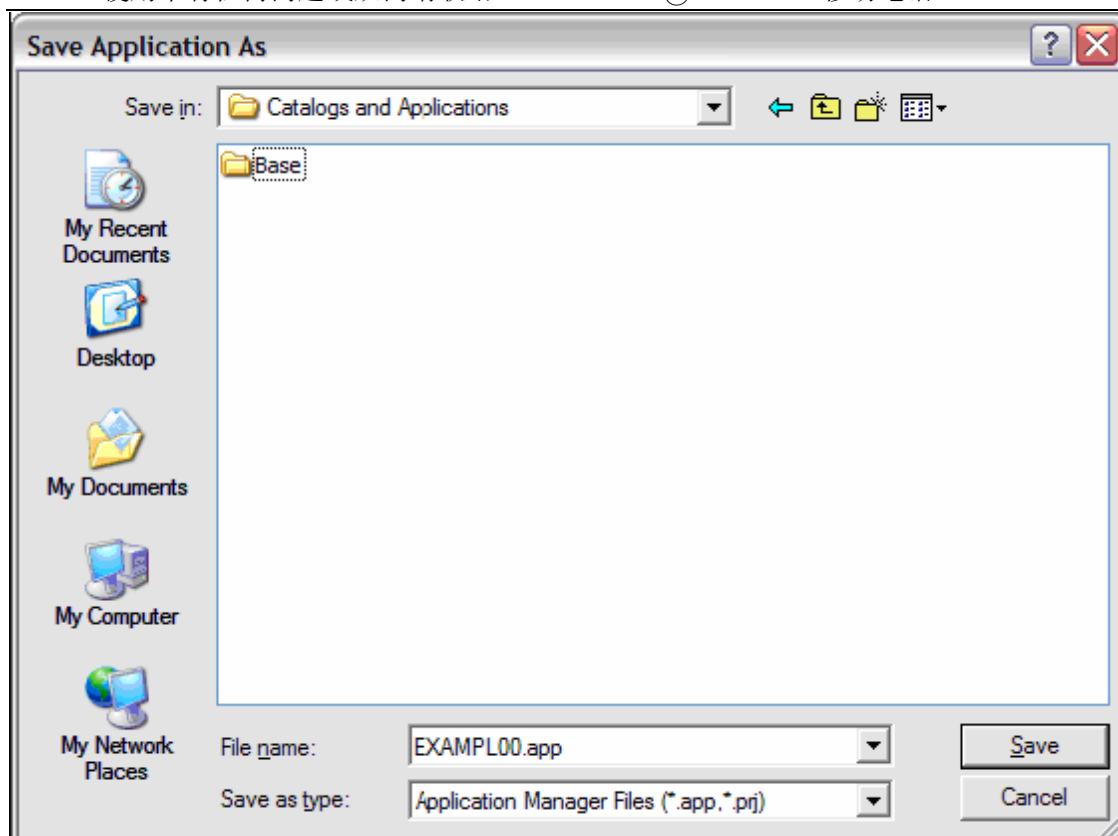 Save Application As
Save in:
Catalogs and Applications
Base
My Recent
Documents
Desktop
My Documents
My Computer
My Network
Places
File name:
EXAMPL00.app
Save
Save as type:
Application Manager Files (*.app,*.prj)
Cancel